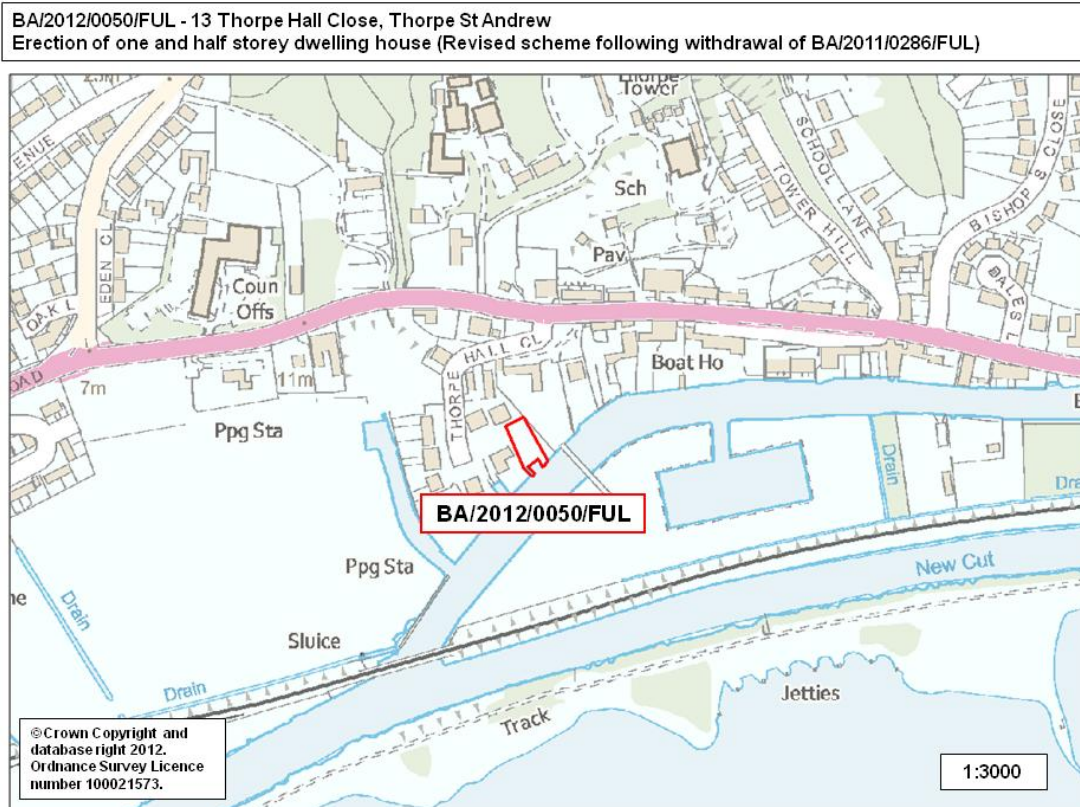 BA/2012/0050/FUL - 13 Thorpe Hall Close, Thorpe St Andrew
Erection of one and half storey dwelling house (Revised scheme following withdrawal of BA/2011/0286/FUL)
Tower
ENUE
SCHOOL LANE
BISHOP S CLOSE
Sch
TOWER HILL
EDEN CL
Pav
Coun
Offs
OAK L
DALES L
HALL CL
THORPE
Boat Ho
OAD
7m
11m
Ppg Sta
Drain
BA/2012/0050/FUL
New Cut
Ppg Sta
Drain
Sluice
Drain
Jetties
Track
©Crown Copyright and
database right 2012.
Ordnance Survey Licence
number 100021573.
1:3000